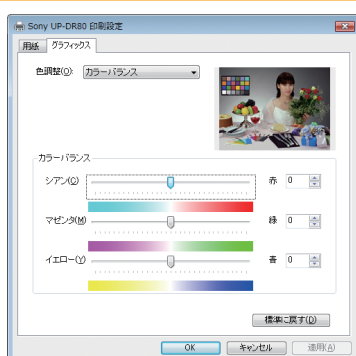 Sony UP-DR80 印刷設定
用紙 グラフィックス
色調整(O): カラーバランス
カラーバランス
シアン(C) 赤 0
マゼンタ(M) 緑 0
イエロー(Y) 青 0
標準に戻す(D)
OK キャンセル 適用(A)